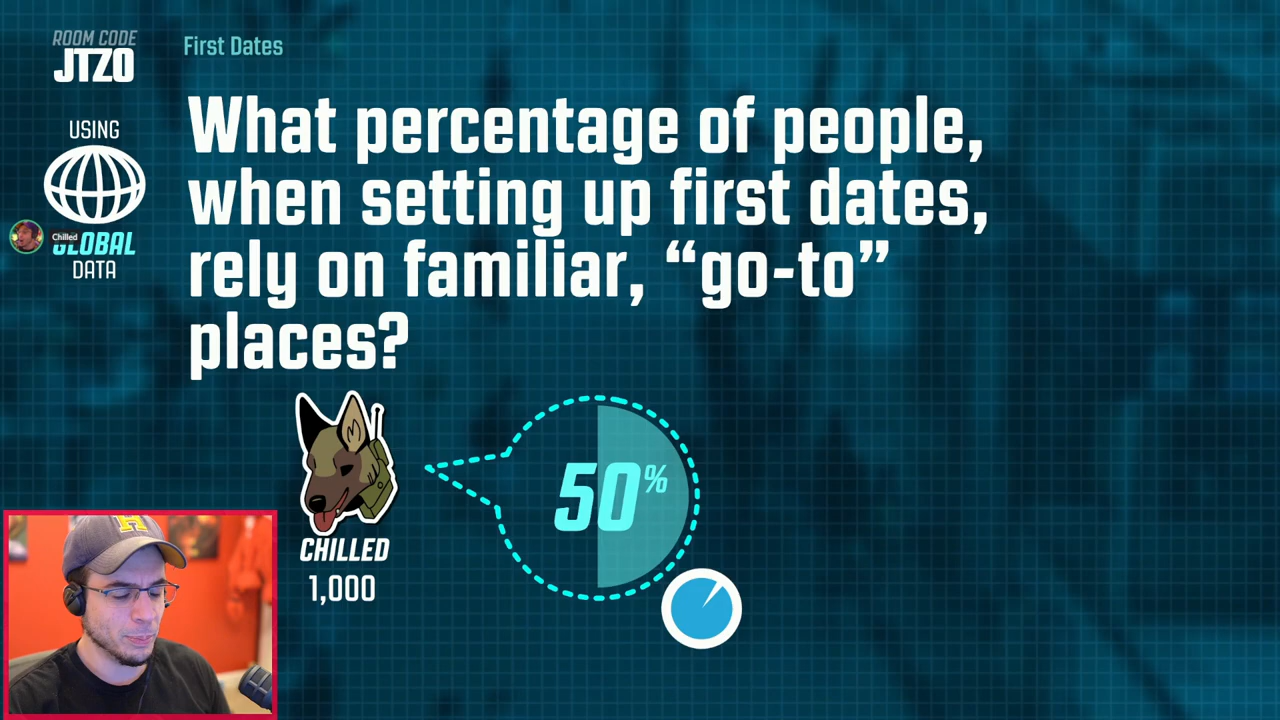 ROOM CODE
JTZO
First Dates
What percentage of people,
when setting up first dates,
rely on familiar, “go-to”
places?
USING
Chilled
GLOBAL
DATA
50%
CHILLED
1,000
H